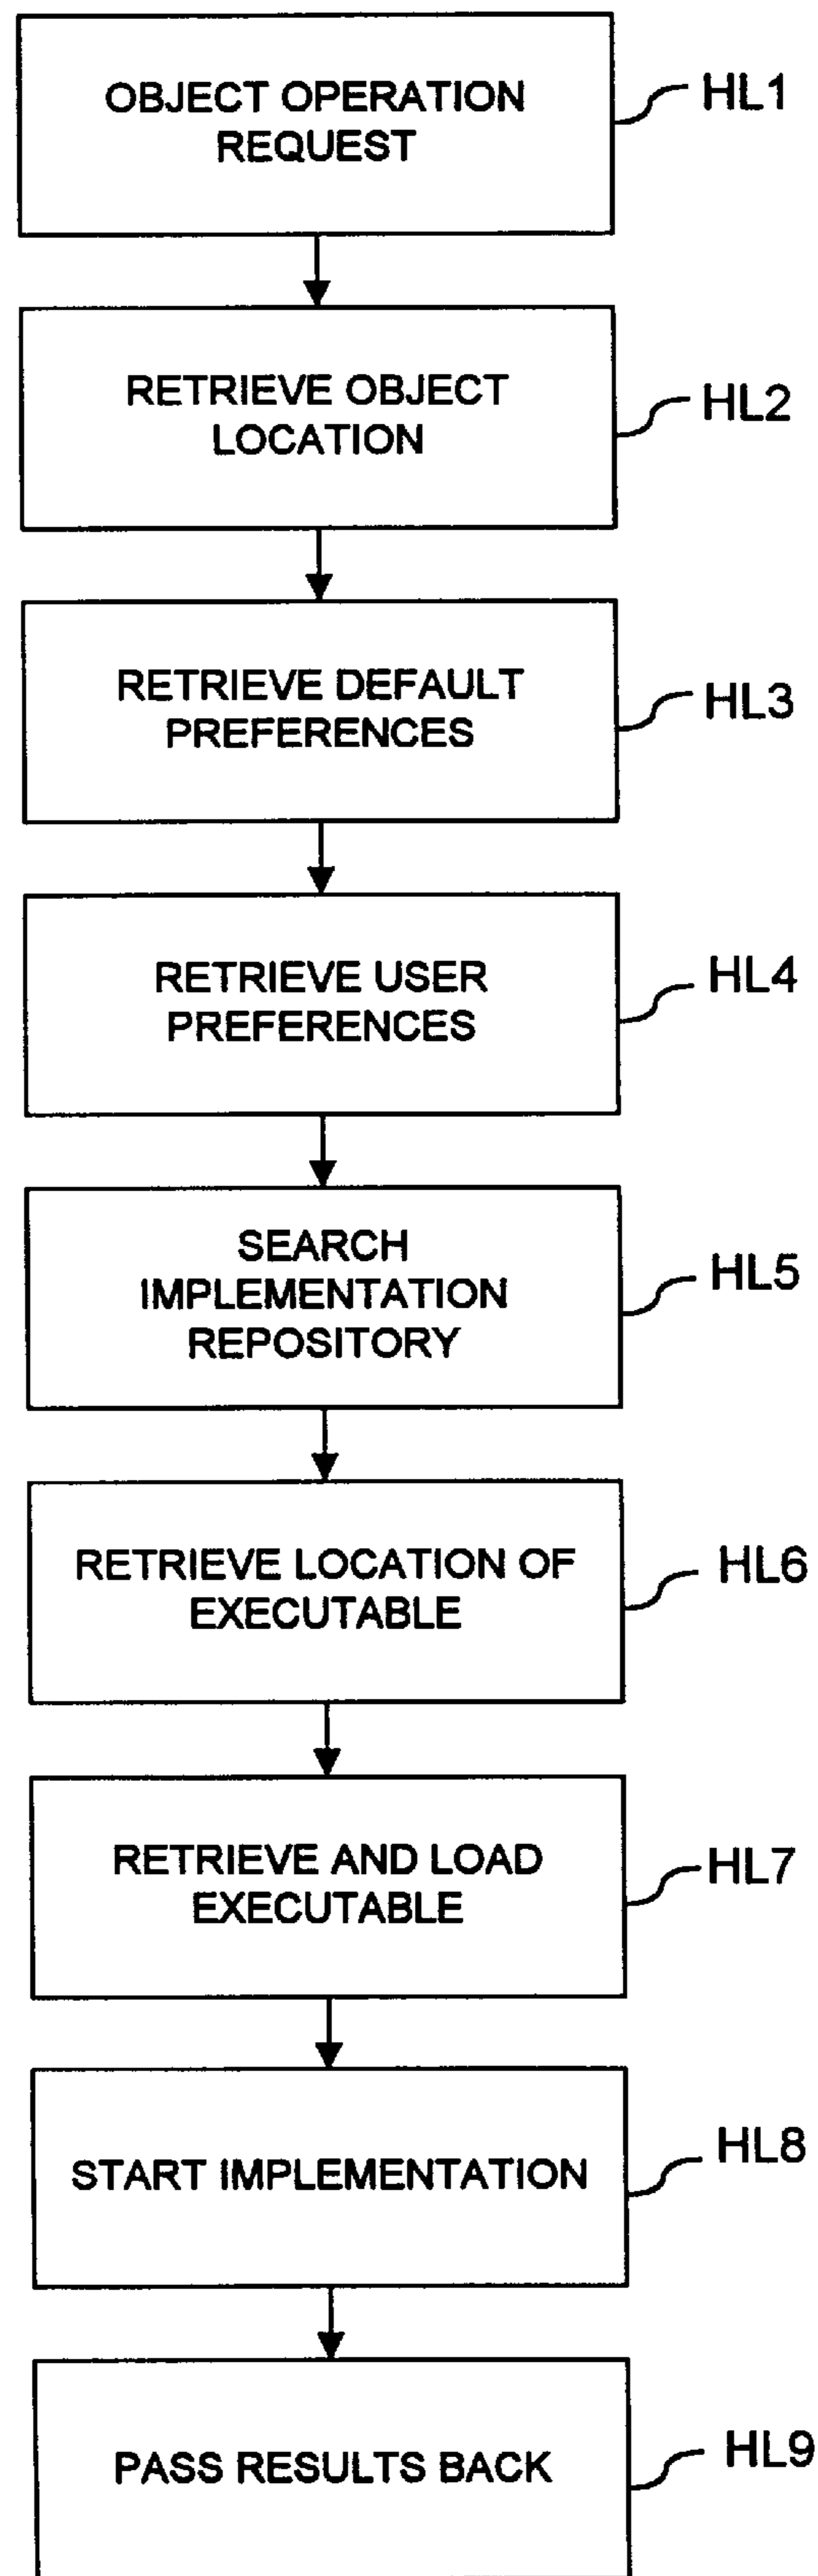 OBJECT OPERATION
REQUEST
HL1
RETRIEVE OBJECT
LOCATION
HL2
RETRIEVE DEFAULT
PREFERENCES
HL3
RETRIEVE USER
PREFERENCES
HL4
SEARCH
IMPLEMENTATION
REPOSITORY
HL5
RETRIEVE LOCATION OF
EXECUTABLE
HL6
RETRIEVE AND LOAD
EXECUTABLE
HL7
START IMPLEMENTATION
HL8
PASS RESULTS BACK
HL9